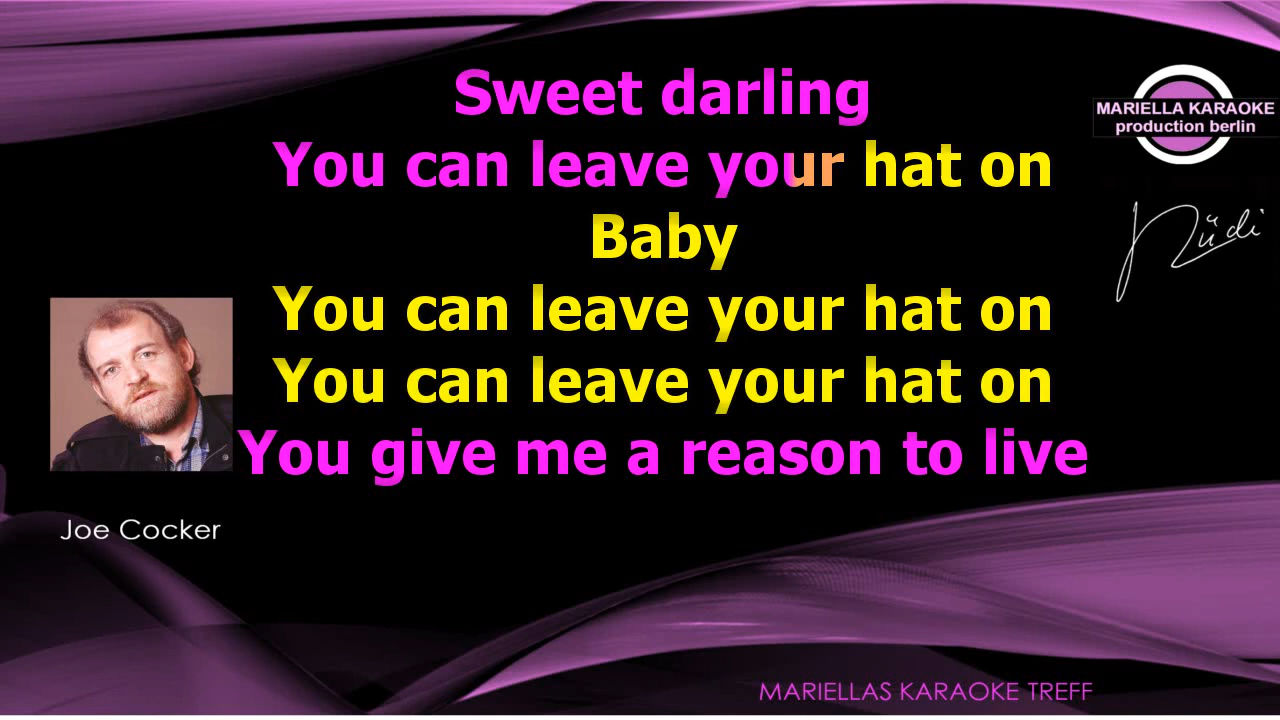 Sweet darling
You can leave your hat on
Baby
You can leave your hat on
You can leave your hat on
You give me a reason to live
MARIELLA KARAOKE
production berlin
Rüdi
Joe Cocker
MARIELLAS KARAOKE TREFF